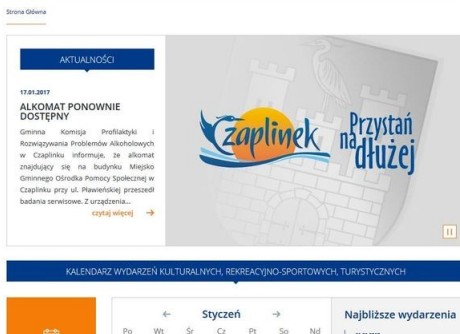 Strona Główna
AKTUALNOŚCI
17.01.2017
ALKOMAT PONOWNIE
DOSTĘPNY
Gminna Komisja Profilaktyki i
Rozwiązywania Problemów Alkoholowych
w Czaplinku informuje, że alkomat
znajdujący się na budynku Miejsko
Gminnego Ośrodka Pomocy Społecznej w
Czaplinku przy ul. Pławieńskiej przeszedł
badania serwisowe. Z urządzenia...
czytaj więcej
Czaplinek
Przystań
na dłużej
KALENDARZ WYDARZEŃ KULTURALNYCH, REKREACYJNO-SPORTOWYCH, TURYSTYCZNYCH
Styczeń
Po Wt Śr Cz Pt So Nd
Najbliższe wydarzenia